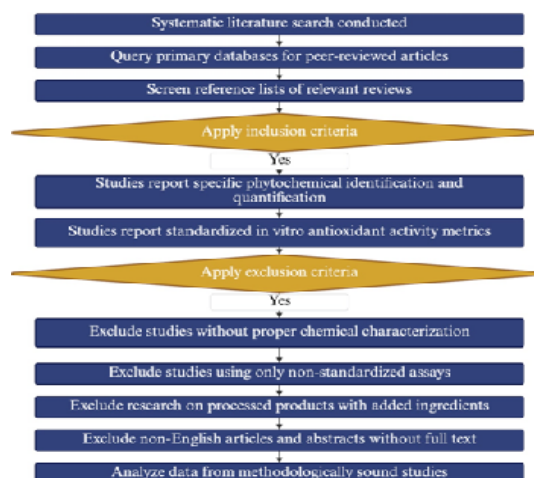 Systematic literature search conducted
Query primary databases for peer-reviewed articles
Screen reference lists of relevant reviews
Apply inclusion criteria
Yes
Studies report specific phytochemical identification and
quantification
Studies report standardized in vitro antioxidant activity metrics
Apply exclusion criteria
Yes
Exclude studies without proper chemical characterization
Exclude studies using only non-standardized assays
Exclude research on processed products with added ingredients
Exclude non-English articles and abstracts without full text
Analyze data from methodologically sound studies